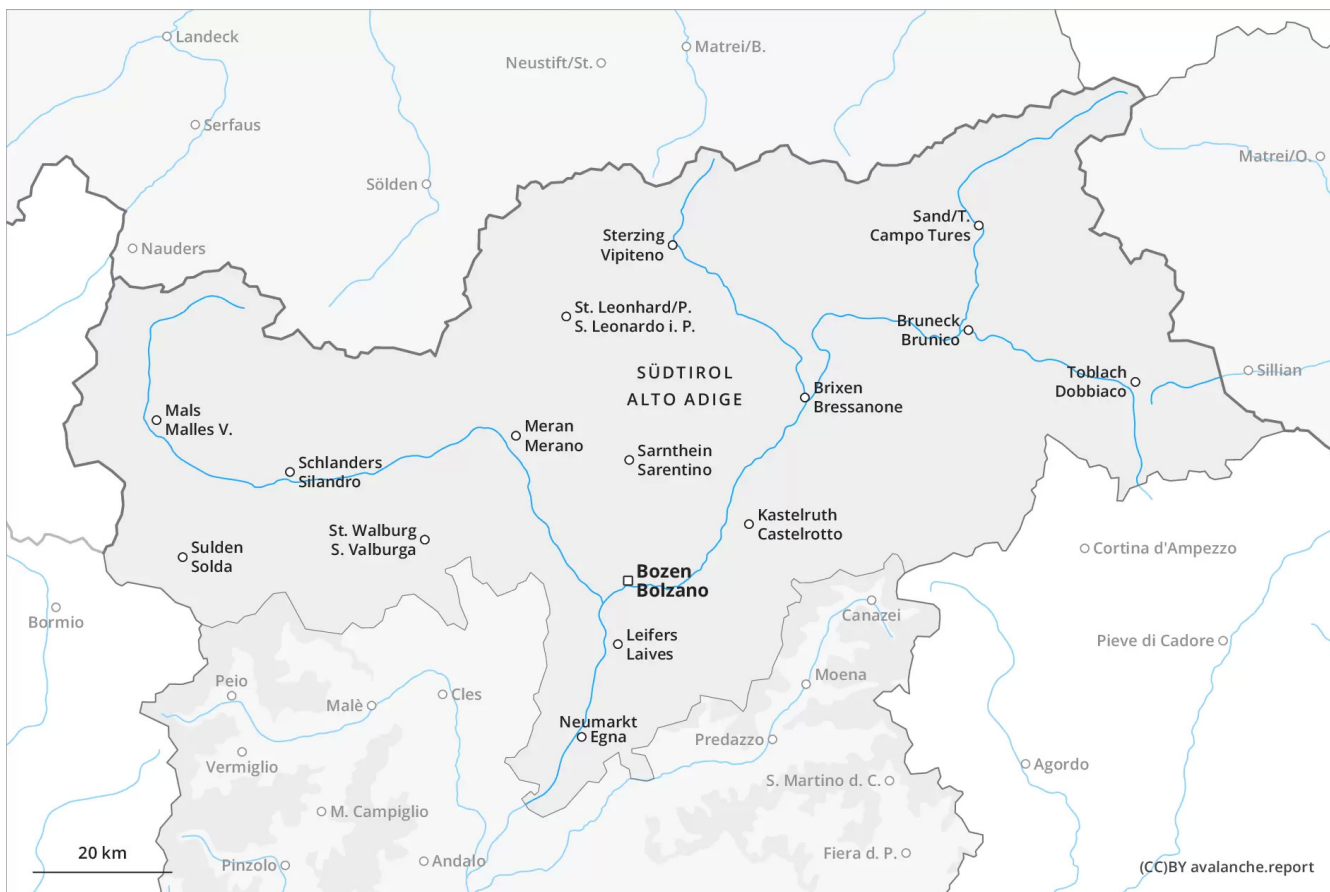 Landeck
Matrei/B.
Neustift/St.
Serfaus
Matrei/O.
Sölden
Sand/T.
Campo Tures
Sterzing
Vipiteno
Nauders
St. Leonhard/P.
S. Leonardo i. P.
Bruneck
Brunico
SÜDTIROL
ALTO ADIGE
Toblach
Dobbiaco
Sillian
Brixen
Bressanone
Mals
Malles V.
Meran
Merano
Sarnthein
Sarentino
Schlanders
Silandro
Kastelruth
Castelrotto
St. Walburg
S. Valburga
Sulden
Solda
Cortina d'Ampezzo
Bozen
Bolzano
Bormio
Canazei
Leifers
Laives
Pieve di Cadore
Peio
Moena
Malè
Cles
Neumarkt
Egna
Predazzo
Vermiglio
Agordo
S. Martino d. C.
M. Campiglio
20 km
Pinzolo
Andalo
Fiera d. P.
(CC)BY avalanche.report